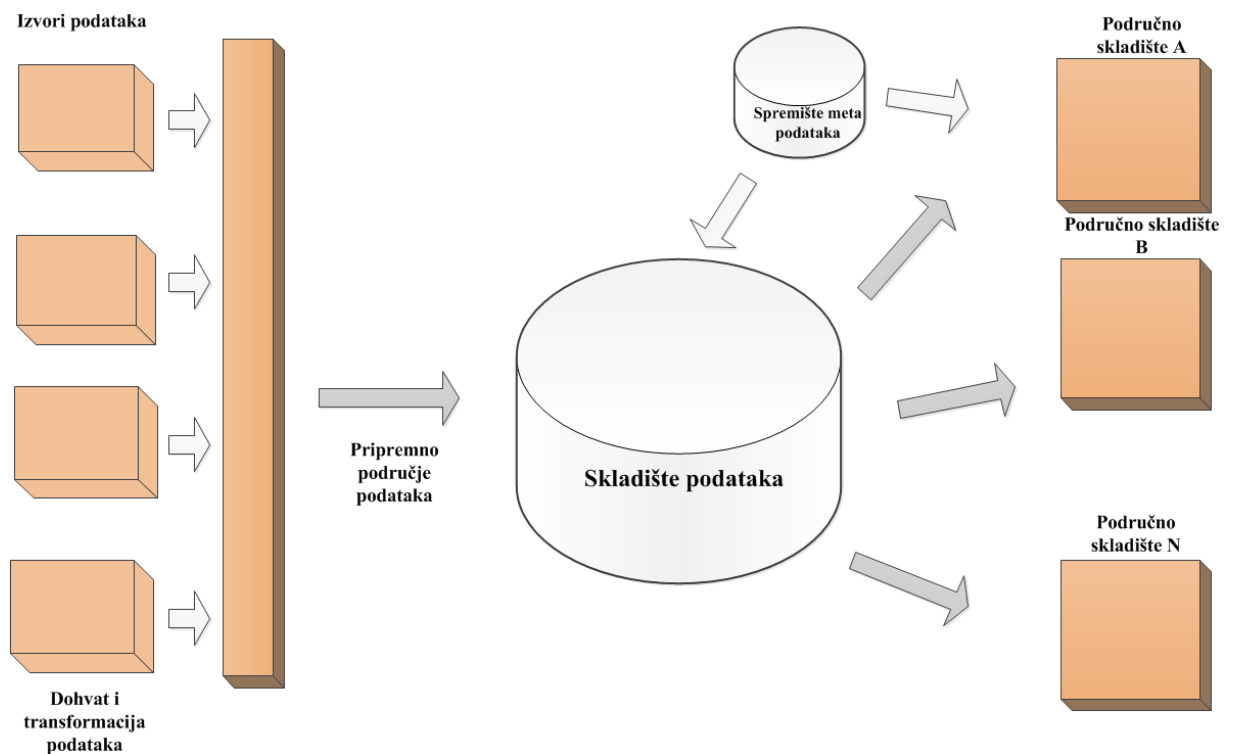 Izvori podataka
Dohvat i
transformacija
podataka
Pripremno
područje
podataka
Skladište podataka
Spremište meta
podataka
Područno
skladište A
Područno skladište
B
Područno
skladište N